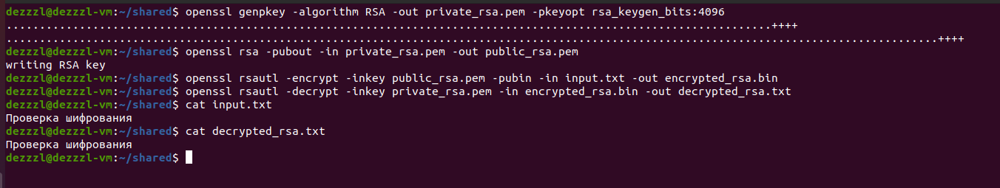 dezzzl@dezzzl-vm:~/shared$ openssl genpkey -algorithm RSA -out private_rsa.pem -pkeyopt rsa_keygen_bits:4096
...................................................................................................................++++
............................................................................................................................................++++
dezzzl@dezzzl-vm:~/shared$ openssl rsa -pubout -in private_rsa.pem -out public_rsa.pem
writing RSA key
dezzzl@dezzzl-vm:~/shared$ openssl rsautl -encrypt -inkey public_rsa.pem -pubin -in input.txt -out encrypted_rsa.bin
dezzzl@dezzzl-vm:~/shared$ openssl rsautl -decrypt -inkey private_rsa.pem -in encrypted_rsa.bin -out decrypted_rsa.txt
dezzzl@dezzzl-vm:~/shared$ cat input.txt
Проверка шифрования
dezzzl@dezzzl-vm:~/shared$ cat decrypted_rsa.txt
Проверка шифрования
dezzzl@dezzzl-vm:~/shared$